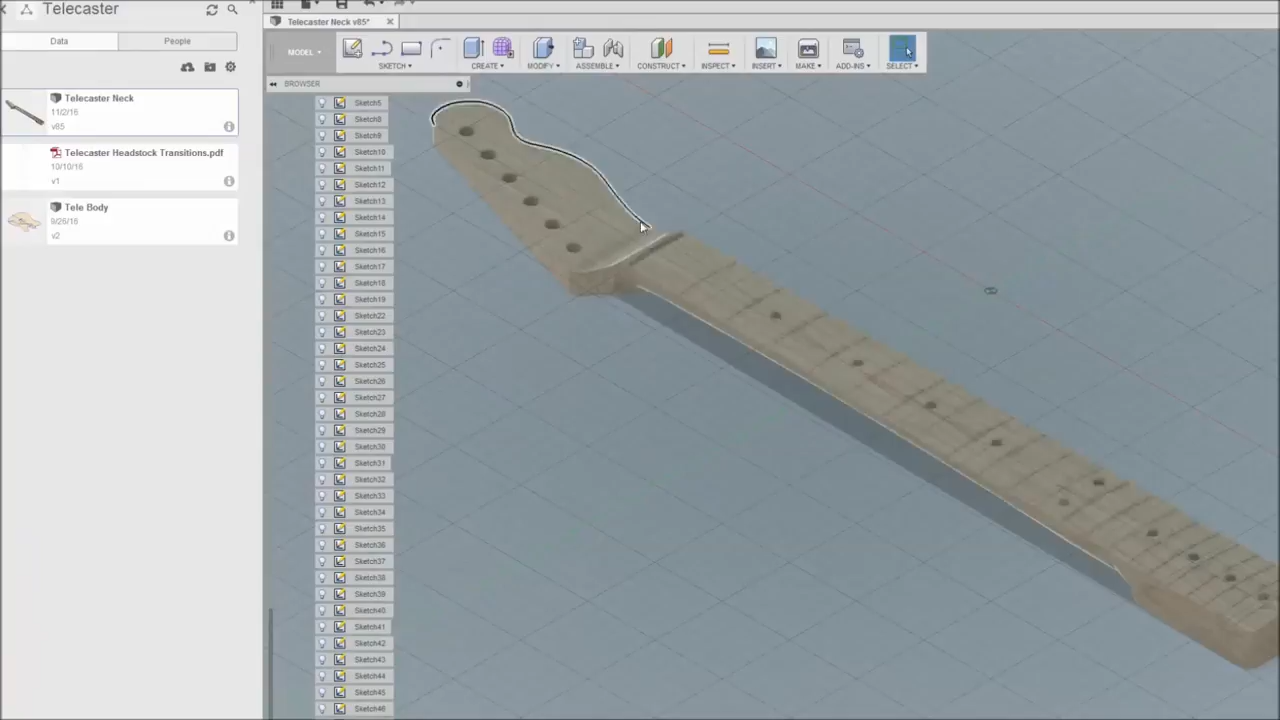 Telecaster
Data
People
Telecaster Neck
11/2/16
v85
Telecaster Headstock Transitions.pdf
10/10/16
v1
Tele Body
9/26/16
v2
Telecaster Neck v85*
MODEL
SKETCH
CREATE
MODIFY
ASSEMBLE
CONSTRUCT
INSPECT
INSERT
MAKE
ADD-INS
SELECT
BROWSER
Sketch5
Sketch8
Sketch9
Sketch10
Sketch11
Sketch12
Sketch13
Sketch14
Sketch15
Sketch16
Sketch17
Sketch18
Sketch19
Sketch22
Sketch23
Sketch24
Sketch25
Sketch26
Sketch27
Sketch28
Sketch29
Sketch30
Sketch31
Sketch32
Sketch33
Sketch34
Sketch35
Sketch36
Sketch37
Sketch38
Sketch39
Sketch40
Sketch41
Sketch42
Sketch43
Sketch44
Sketch45
Sketch46